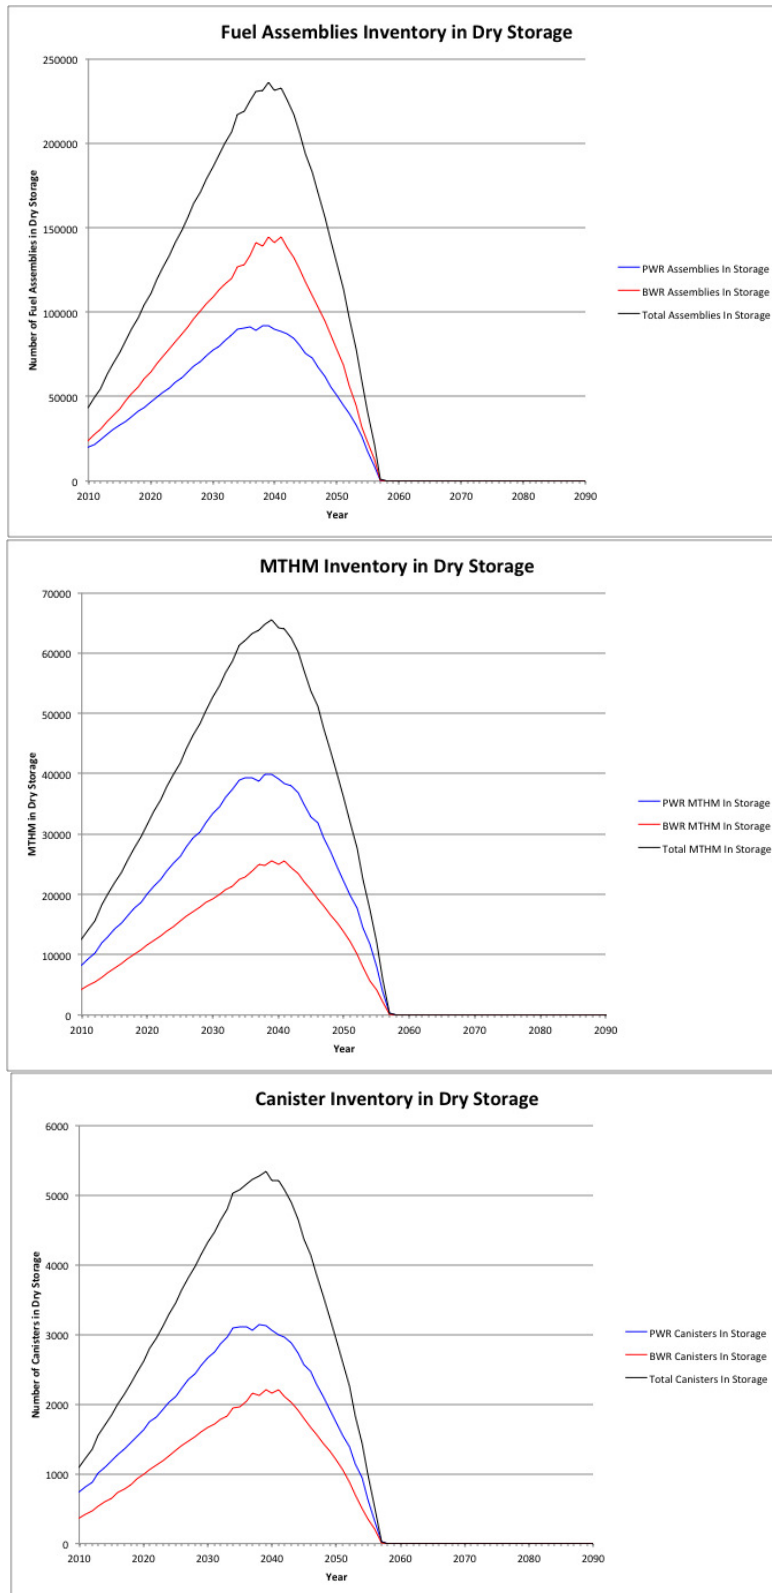 Fuel Assemblies Inventory in Dry Storage
250000
200000
150000
100000
50000
0
Number of Fuel Assemblies in Dry Storage
2010 2020 2030 2040 2050 2060 2070 2080 2090
Year
PWR Assemblies In Storage
BWR Assemblies In Storage
Total Assemblies In Storage
MTHM Inventory in Dry Storage
70000
60000
50000
40000
30000
20000
10000
0
MTHM in Dry Storage
2010 2020 2030 2040 2050 2060 2070 2080 2090
Year
PWR MTHM In Storage
BWR MTHM In Storage
Total MTHM In Storage
Canister Inventory in Dry Storage
6000
5000
4000
3000
2000
1000
0
Number of Canisters in Dry Storage
2010 2020 2030 2040 2050 2060 2070 2080 2090
Year
PWR Canisters In Storage
BWR Canisters In Storage
Total Canisters In Storage